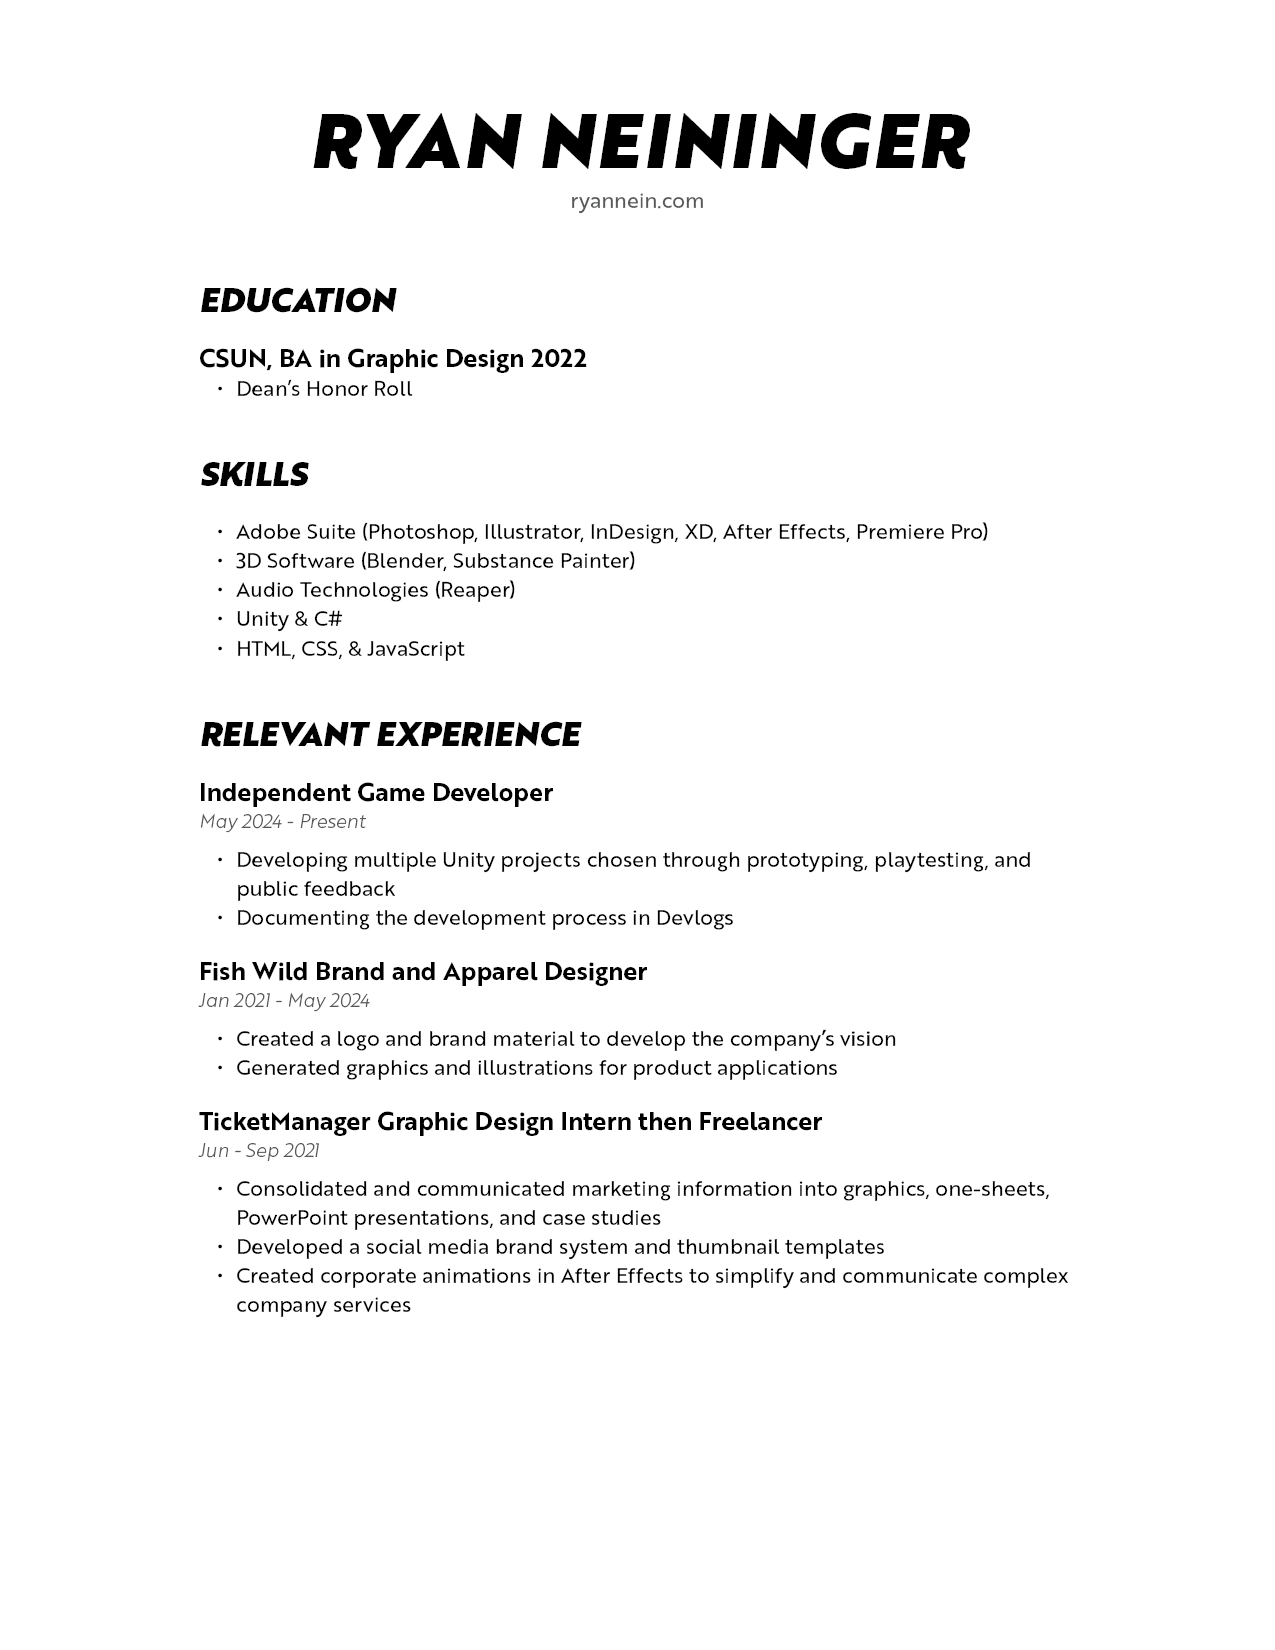 RYAN NEININGER
ryannein.com
EDUCATION
CSUN, BA in Graphic Design 2022
• Dean’s Honor Roll
SKILLS
• Adobe Suite (Photoshop, Illustrator, InDesign, XD, After Effects, Premiere Pro)
• 3D Software (Blender, Substance Painter)
• Audio Technologies (Reaper)
• Unity & C#
• HTML, CSS, & JavaScript
RELEVANT EXPERIENCE
Independent Game Developer
May 2024 - Present
• Developing multiple Unity projects chosen through prototyping, playtesting, and
public feedback
• Documenting the development process in Devlogs
Fish Wild Brand and Apparel Designer
Jan 2021 - May 2024
• Created a logo and brand material to develop the company’s vision
• Generated graphics and illustrations for product applications
TicketManager Graphic Design Intern then Freelancer
Jun - Sep 2021
• Consolidated and communicated marketing information into graphics, one-sheets,
PowerPoint presentations, and case studies
• Developed a social media brand system and thumbnail templates
• Created corporate animations in After Effects to simplify and communicate complex
company services